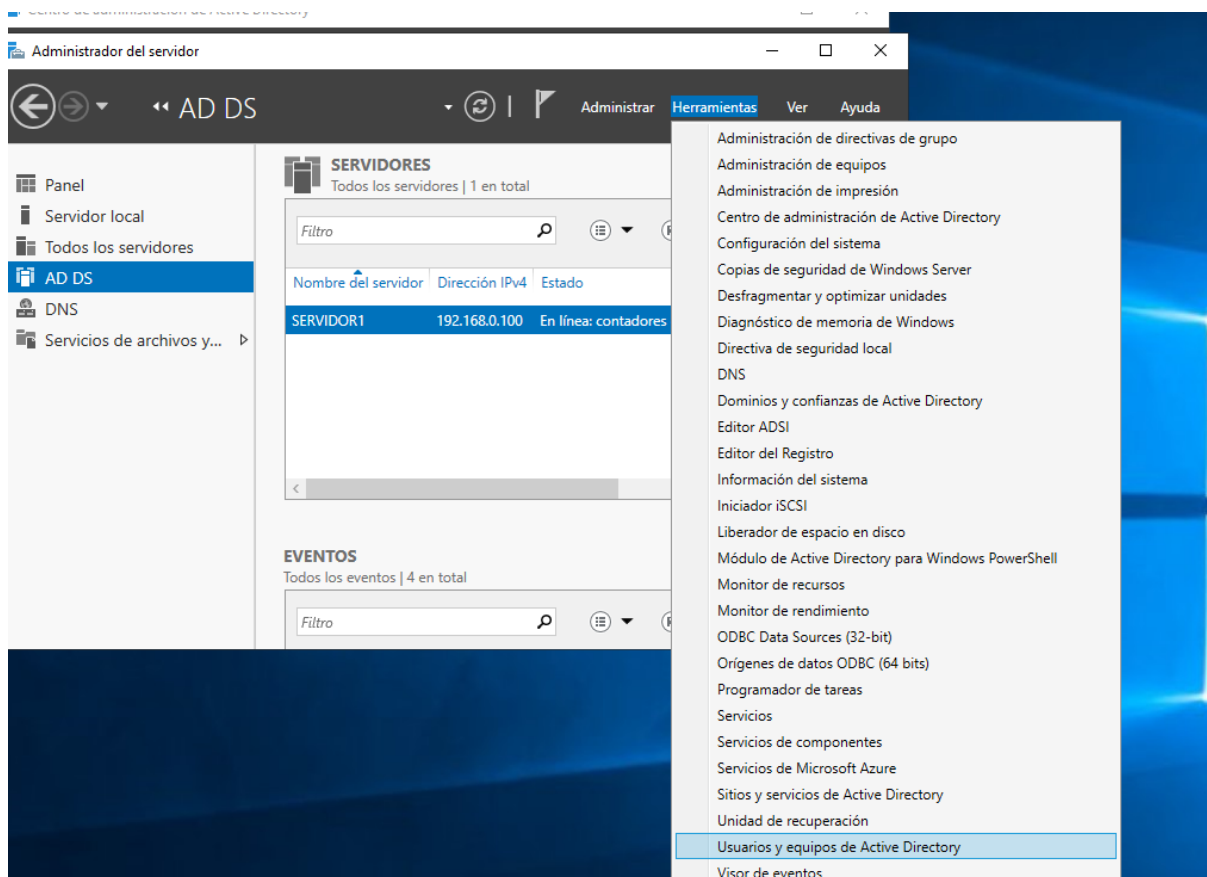 Centro de administración de Active Directory
Administrador del servidor
AD DS
Administrar Herramientas Ver Ayuda
Panel
Servidor local
Todos los servidores
AD DS
DNS
Servicios de archivos y...
SERVIDORES
Todos los servidores | 1 en total
Filtro
Nombre del servidor Dirección IPv4 Estado
SERVIDOR1 192.168.0.100 En línea: contadores
EVENTOS
Todos los eventos | 4 en total
Filtro
Administración de directivas de grupo
Administración de equipos
Administración de impresión
Centro de administración de Active Directory
Configuración del sistema
Copias de seguridad de Windows Server
Desfragmentar y optimizar unidades
Diagnóstico de memoria de Windows
Directiva de seguridad local
DNS
Dominios y confianzas de Active Directory
Editor ADSI
Editor del Registro
Información del sistema
Iniciador iSCSI
Liberador de espacio en disco
Módulo de Active Directory para Windows PowerShell
Monitor de recursos
Monitor de rendimiento
ODBC Data Sources (32-bit)
Orígenes de datos ODBC (64 bits)
Programador de tareas
Servicios
Servicios de componentes
Servicios de Microsoft Azure
Sitios y servicios de Active Directory
Unidad de recuperación
Usuarios y equipos de Active Directory
Visor de eventos